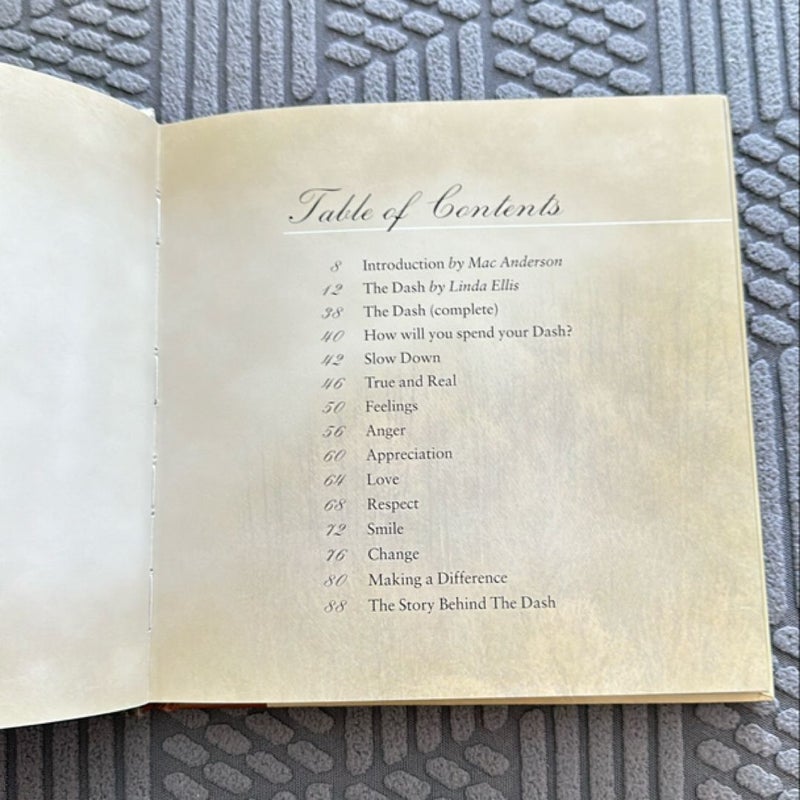 Table of Contents
8 Introduction by Mac Anderson
12 The Dash by Linda Ellis
38 The Dash (complete)
40 How will you spend your Dash?
42 Slow Down
46 True and Real
50 Feelings
56 Anger
60 Appreciation
64 Love
68 Respect
72 Smile
76 Change
80 Making a Difference
88 The Story Behind The Dash